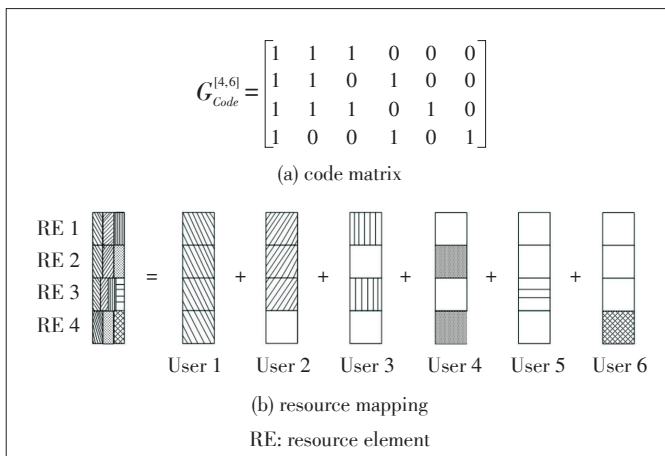 G[4,6]Code = [1 1 1 0 0 0
1 1 0 1 0 0
1 1 1 0 1 0
1 0 0 1 0 1]
(a) code matrix
RE 1
RE 2
RE 3
RE 4
= + + + + +
User 1 User 2 User 3 User 4 User 5 User 6
(b) resource mapping
RE: resource element